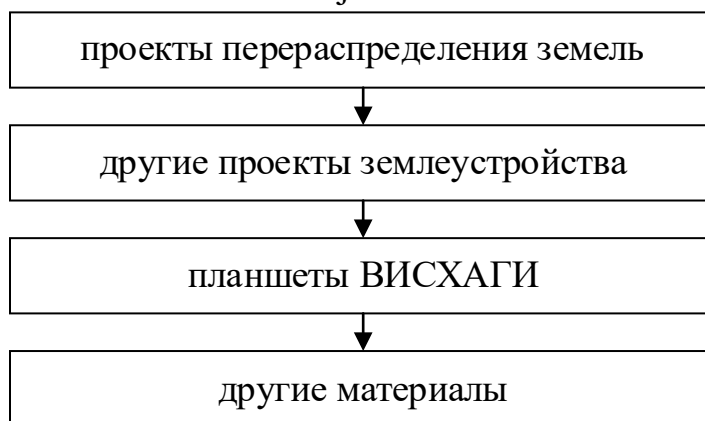 проекты перераспределения земель
другие проекты землеустройства
планшеты ВИСХАГИ
другие материалы